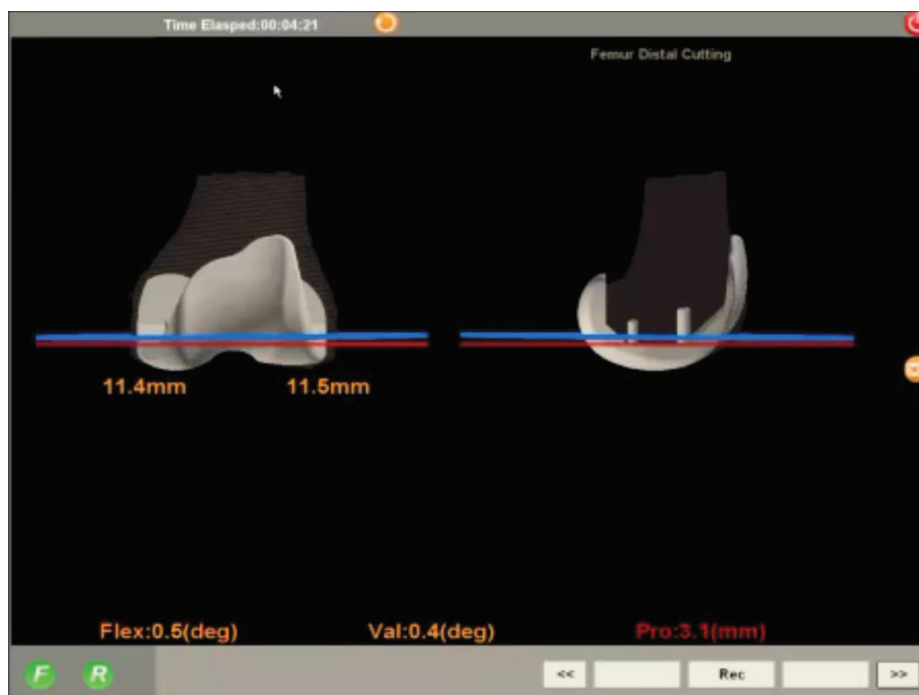 Time Elasped:00:04:21
Femur Distal Cutting
11.4mm 11.5mm
Flex:0.5(deg) Val:0.4(deg) Pro:3.1(mm)
F R << Rec >>